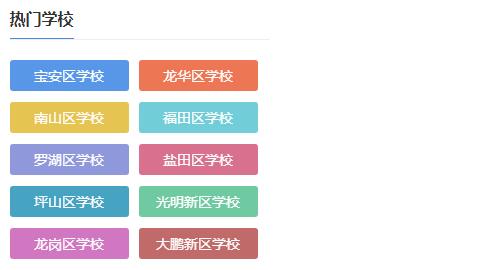 热门学校
宝安区学校 龙华区学校
南山区学校 福田区学校
罗湖区学校 盐田区学校
坪山区学校 光明新区学校
龙岗区学校 大鹏新区学校